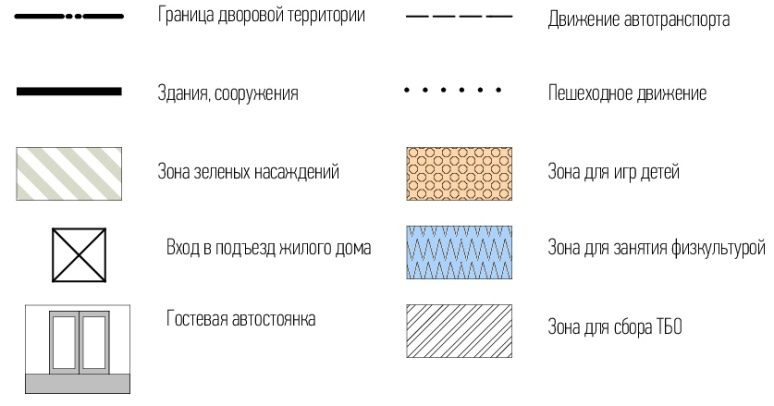 Граница дворовой территории
Движение автотранспорта
Здания, сооружения
Пешеходное движение
Зона зеленых насаждений
Зона для игр детей
Вход в подъезд жилого дома
Зона для занятия физкультурой
Гостевая автостоянка
Зона для сбора ТБО